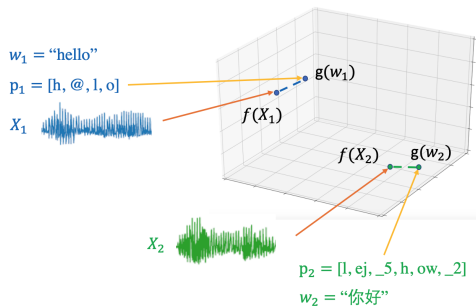 w₁ = “hello”
g(w₁)
p₁ = [h, @, l, o]
X₁
f(X₁)
f(X₂)
g(w₂)
X₂
p₂ = [l, ej, _5, h, ow, _2]
w₂ = “你好”